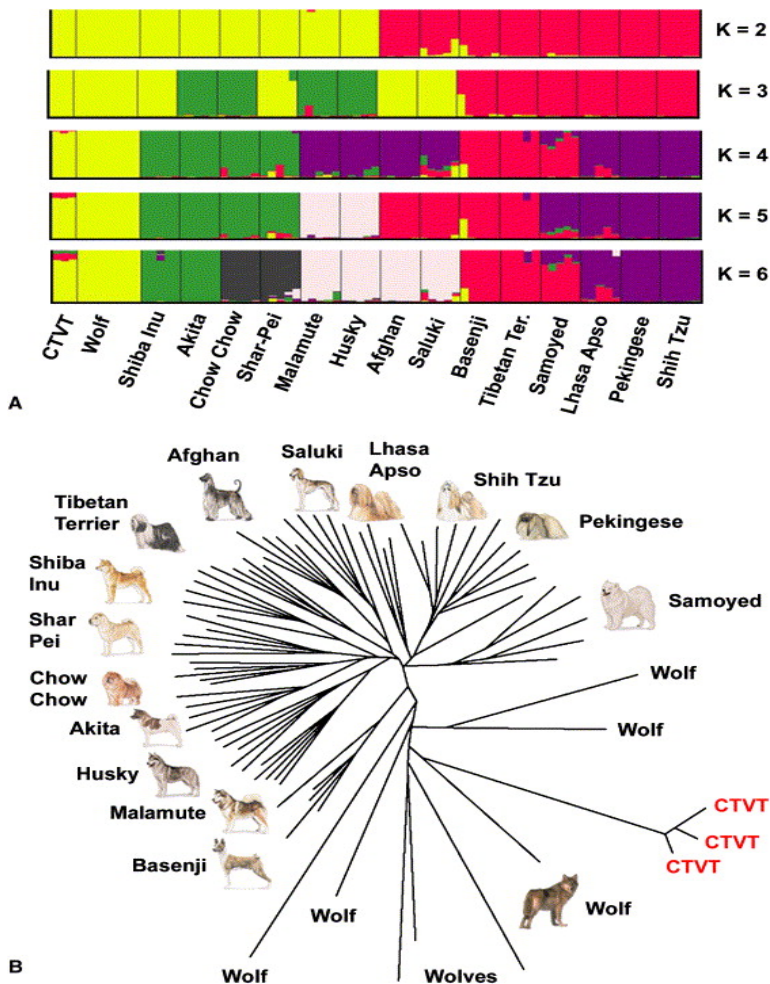 K = 2
K = 3
K = 4
K = 5
K = 6
CTVT
Wolf
Shiba Inu
Akita
Chow Chow
Shar-Pei
Malamute
Husky
Afghan
Saluki
Basenji
Tibetan Ter.
Samoyed
Lhasa Apso
Pekingese
Shih Tzu
A
Afghan
Saluki
Lhasa
Apso
Shih Tzu
Pekingese
Tibetan
Terrier
Shiba
Inu
Samoyed
Shar
Pei
Wolf
Chow
Chow
Wolf
Akita
Husky
CTVT
Malamute
CTVT
CTVT
Basenji
Wolf
Wolf
B
Wolf
Wolves